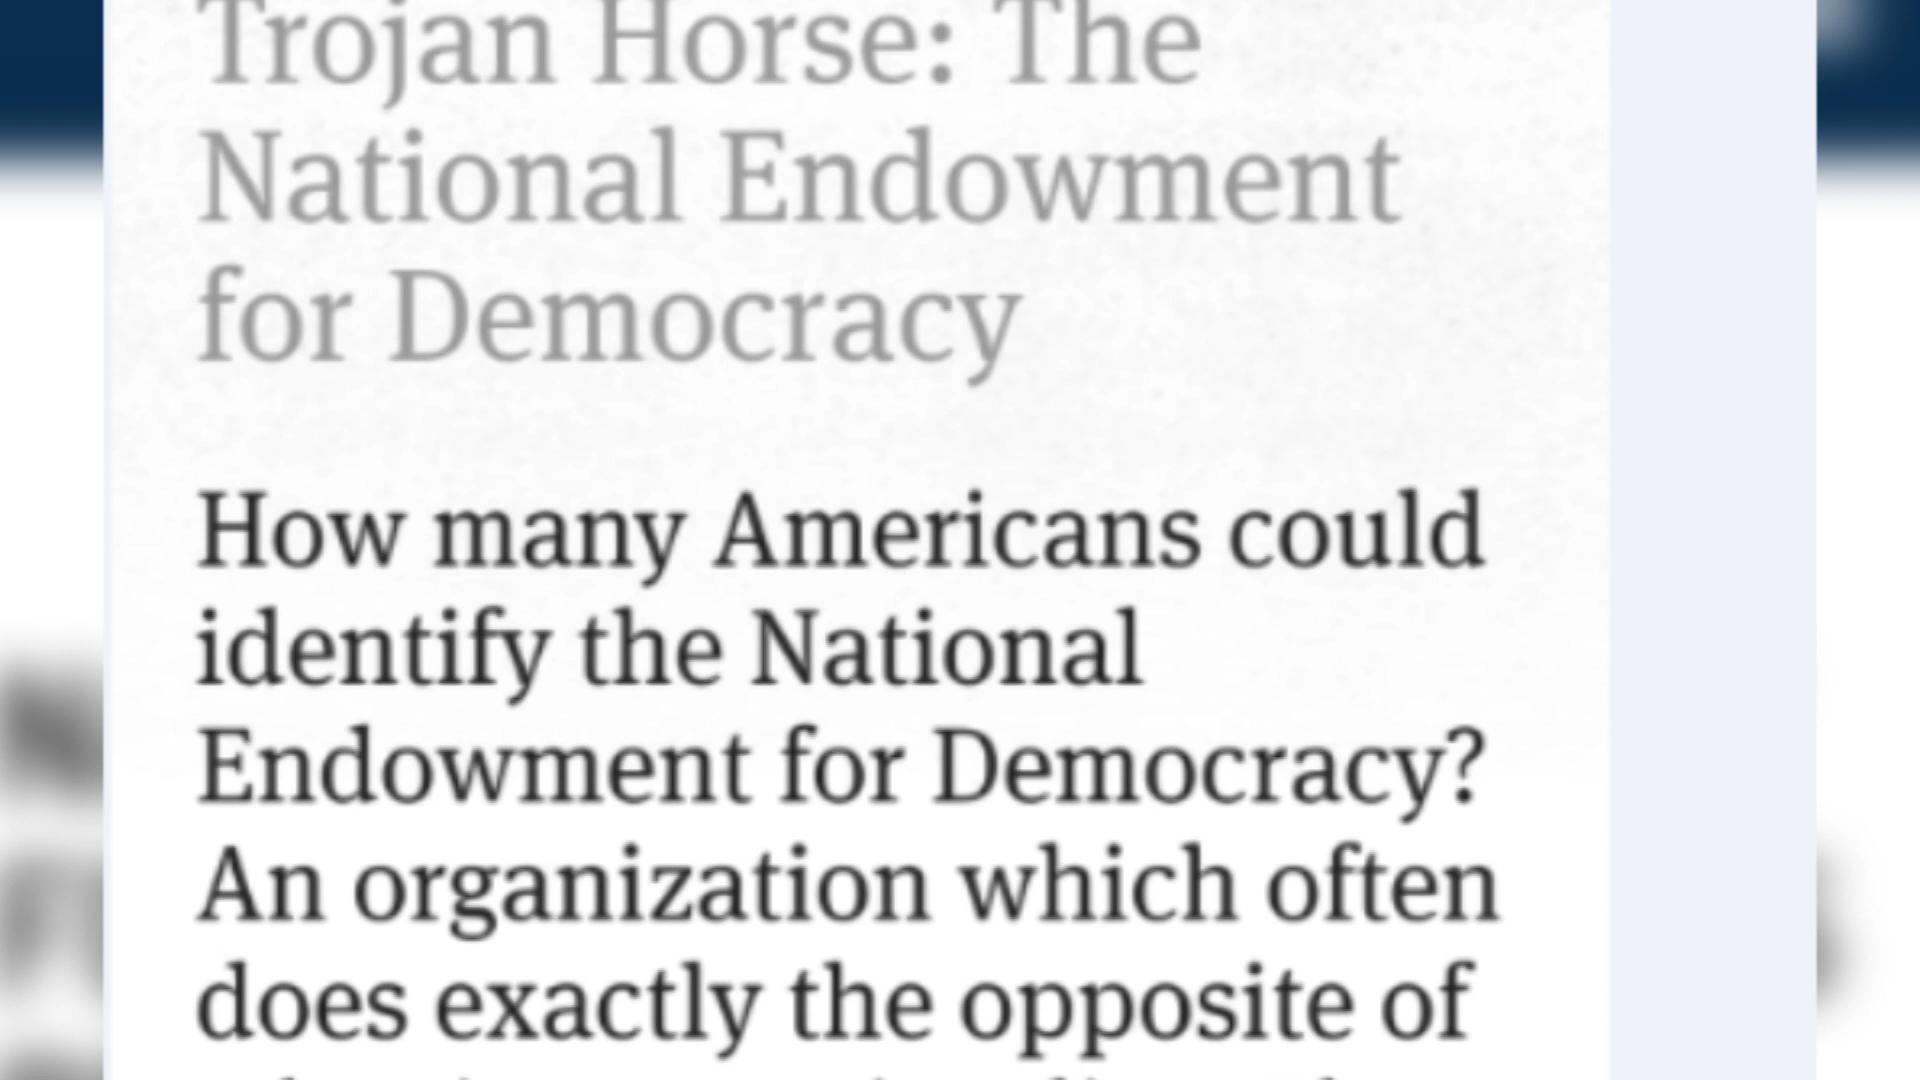 Trojan Horse: The
National Endowment
for Democracy
How many Americans could
identify the National
Endowment for Democracy?
An organization which often
does exactly the opposite of